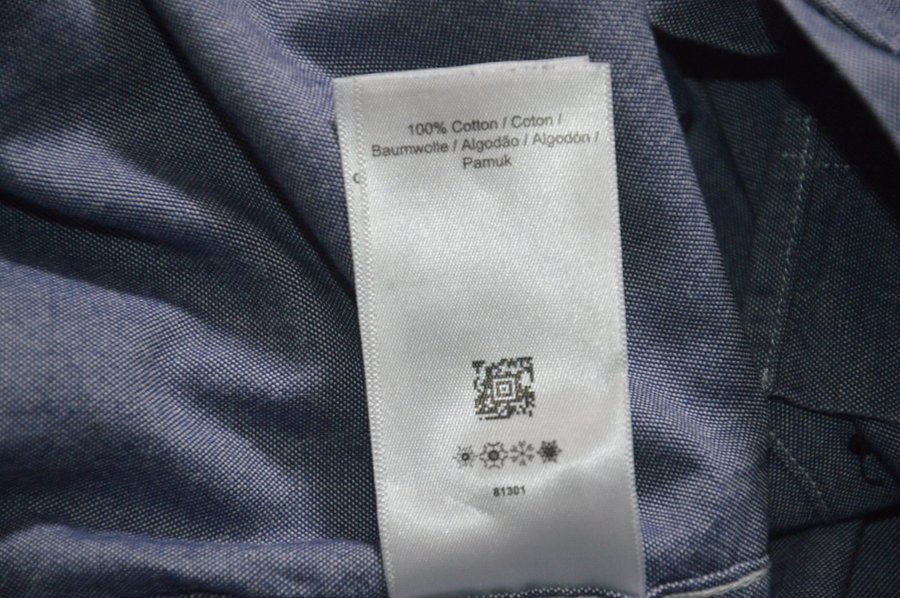 100% Cotton / Coton /
Baumwolle / Algodão / Algodón /
Pamuk
81301